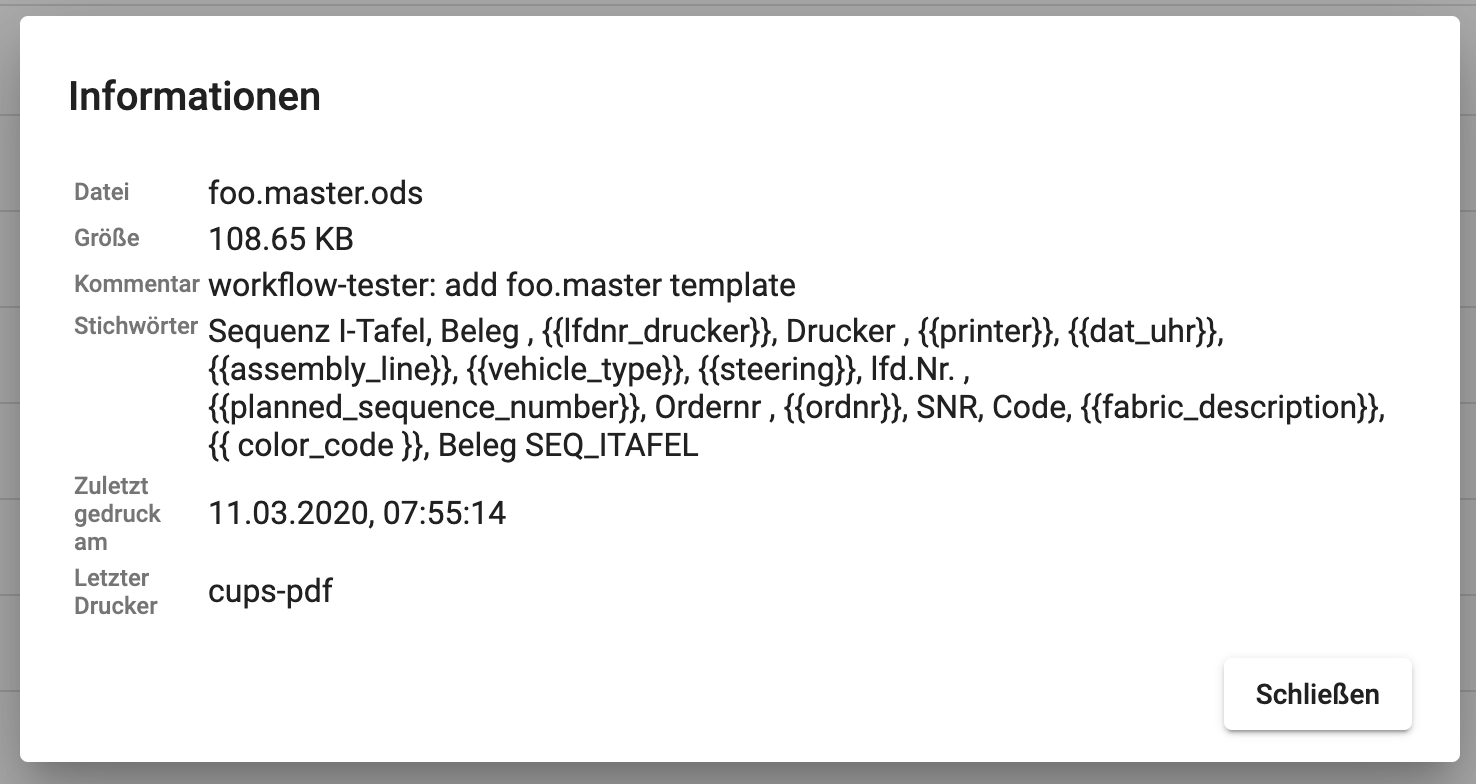 Informationen
Datei foo.master.ods
Größe 108.65 KB
Kommentar workflow-tester: add foo.master template
Stichwörter Sequenz I-Tafel, Beleg , {{lfdnr_drucker}}, Drucker , {{printer}}, {{dat_uhr}},
{{assembly_line}}, {{vehicle_type}}, {{steering}}, lfd.Nr. ,
{{planned_sequence_number}}, Ordernr , {{ordnr}}, SNR, Code, {{fabric_description}},
{{ color_code }}, Beleg SEQ_ITAFEL
Zuletzt
gedruck
am
11.03.2020, 07:55:14
Letzter
Drucker
cups-pdf
Schließen